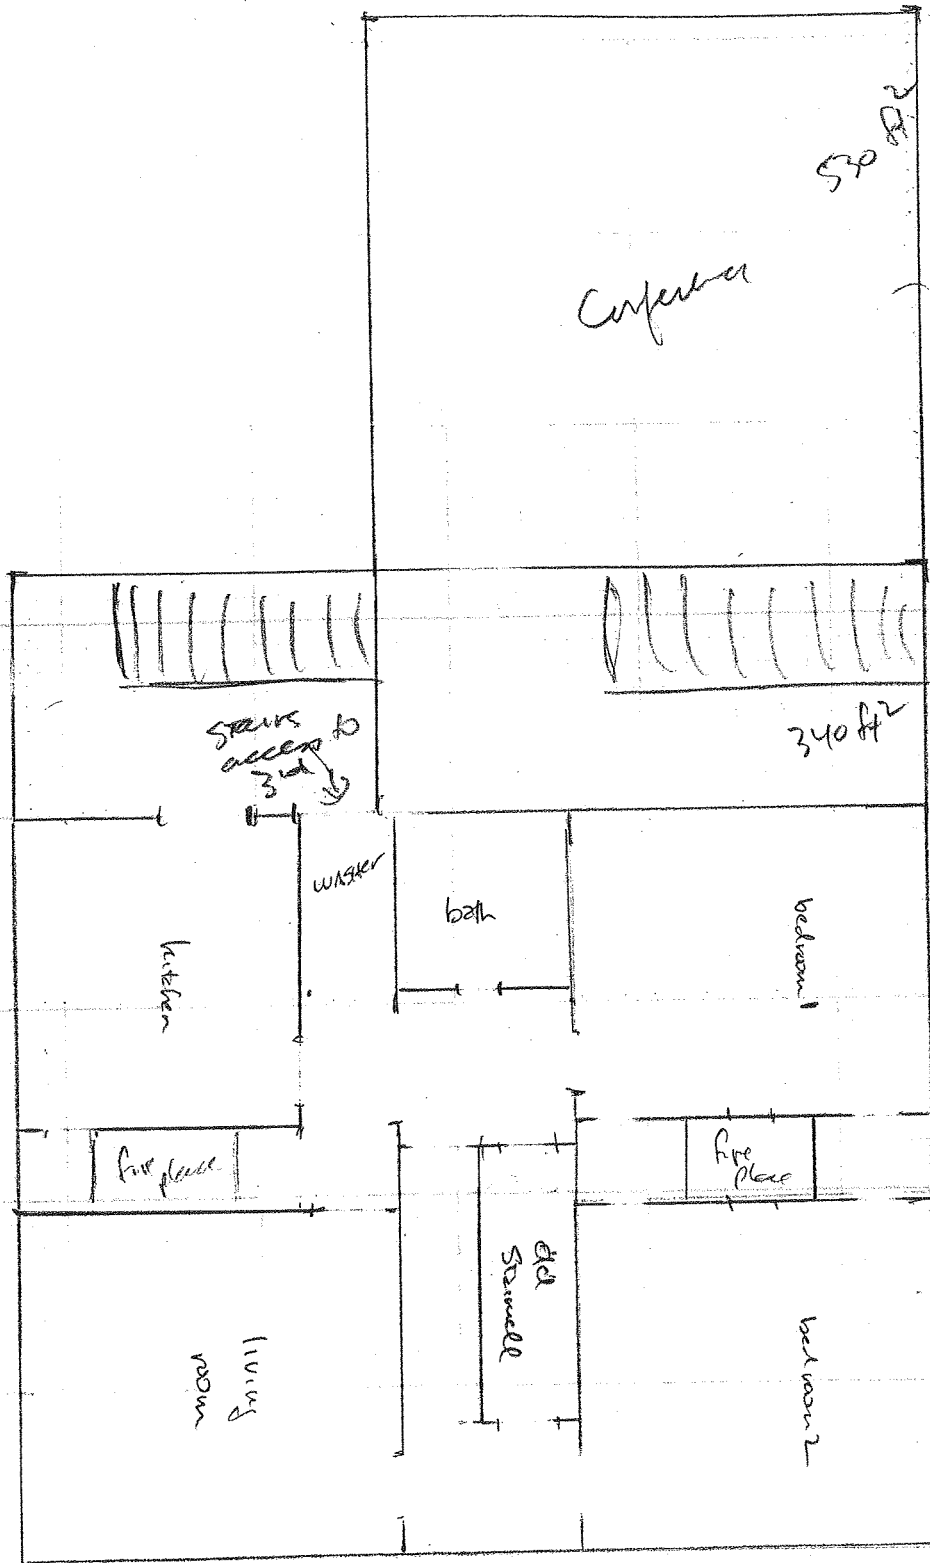 530 ft²
Conference
340 ft²
stairs
access to
3rd
washer
bath
bedroom 1
kitchen
fire place
fire
place
old
stairwell
living
room
bedroom 2